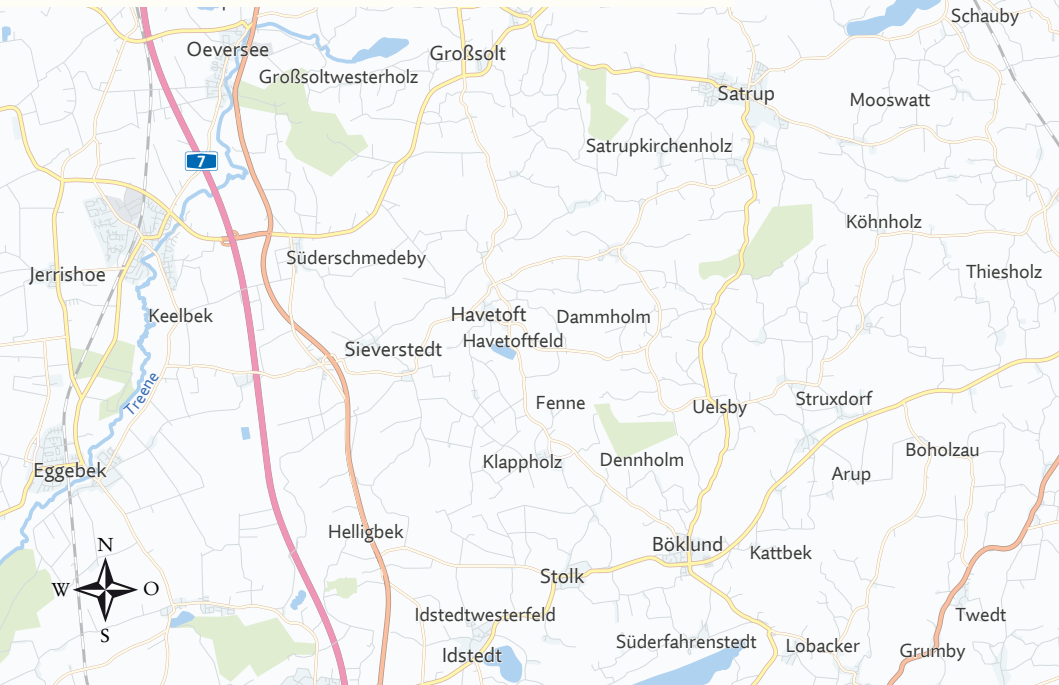 Schauby
Oeversee
Großsolt
Großsoltwesterholz
Satrup
Mooswatt
Satrupkirchenholz
7
Köhnholz
Süderschmedeby
Jerrishoe
Thiesholz
Keelbek
Havetoft
Dammholm
Havetoftfeld
Sieverstedt
Treene
Fenne
Uelsby
Struxdorf
Boholzau
Klappholz
Dennholm
Eggebek
Arup
Helligbek
Böklund
Kattbek
N
Stolk
W
O
Idstedtwesterfeld
Twedt
S
Süderfahrenstedt
Lobacker
Grumby
Idstedt